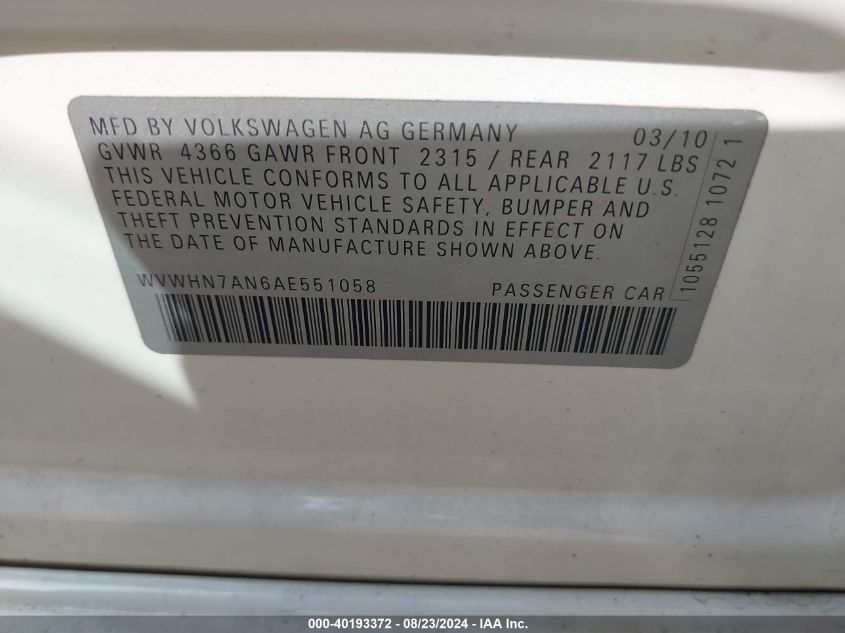 MFD BY VOLKSWAGEN AG GERMANY 03/10
GVWR 4366 GAWR FRONT 2315 / REAR 2117 LBS
THIS VEHICLE CONFORMS TO ALL APPLICABLE U.S.
FEDERAL MOTOR VEHICLE SAFETY, BUMPER AND
THEFT PREVENTION STANDARDS IN EFFECT ON
THE DATE OF MANUFACTURE SHOWN ABOVE.
WVWHN7AN6AE551058 PASSENGER CAR
1055128 1072 1
000-40193372 - 08/23/2024 - IAA Inc.